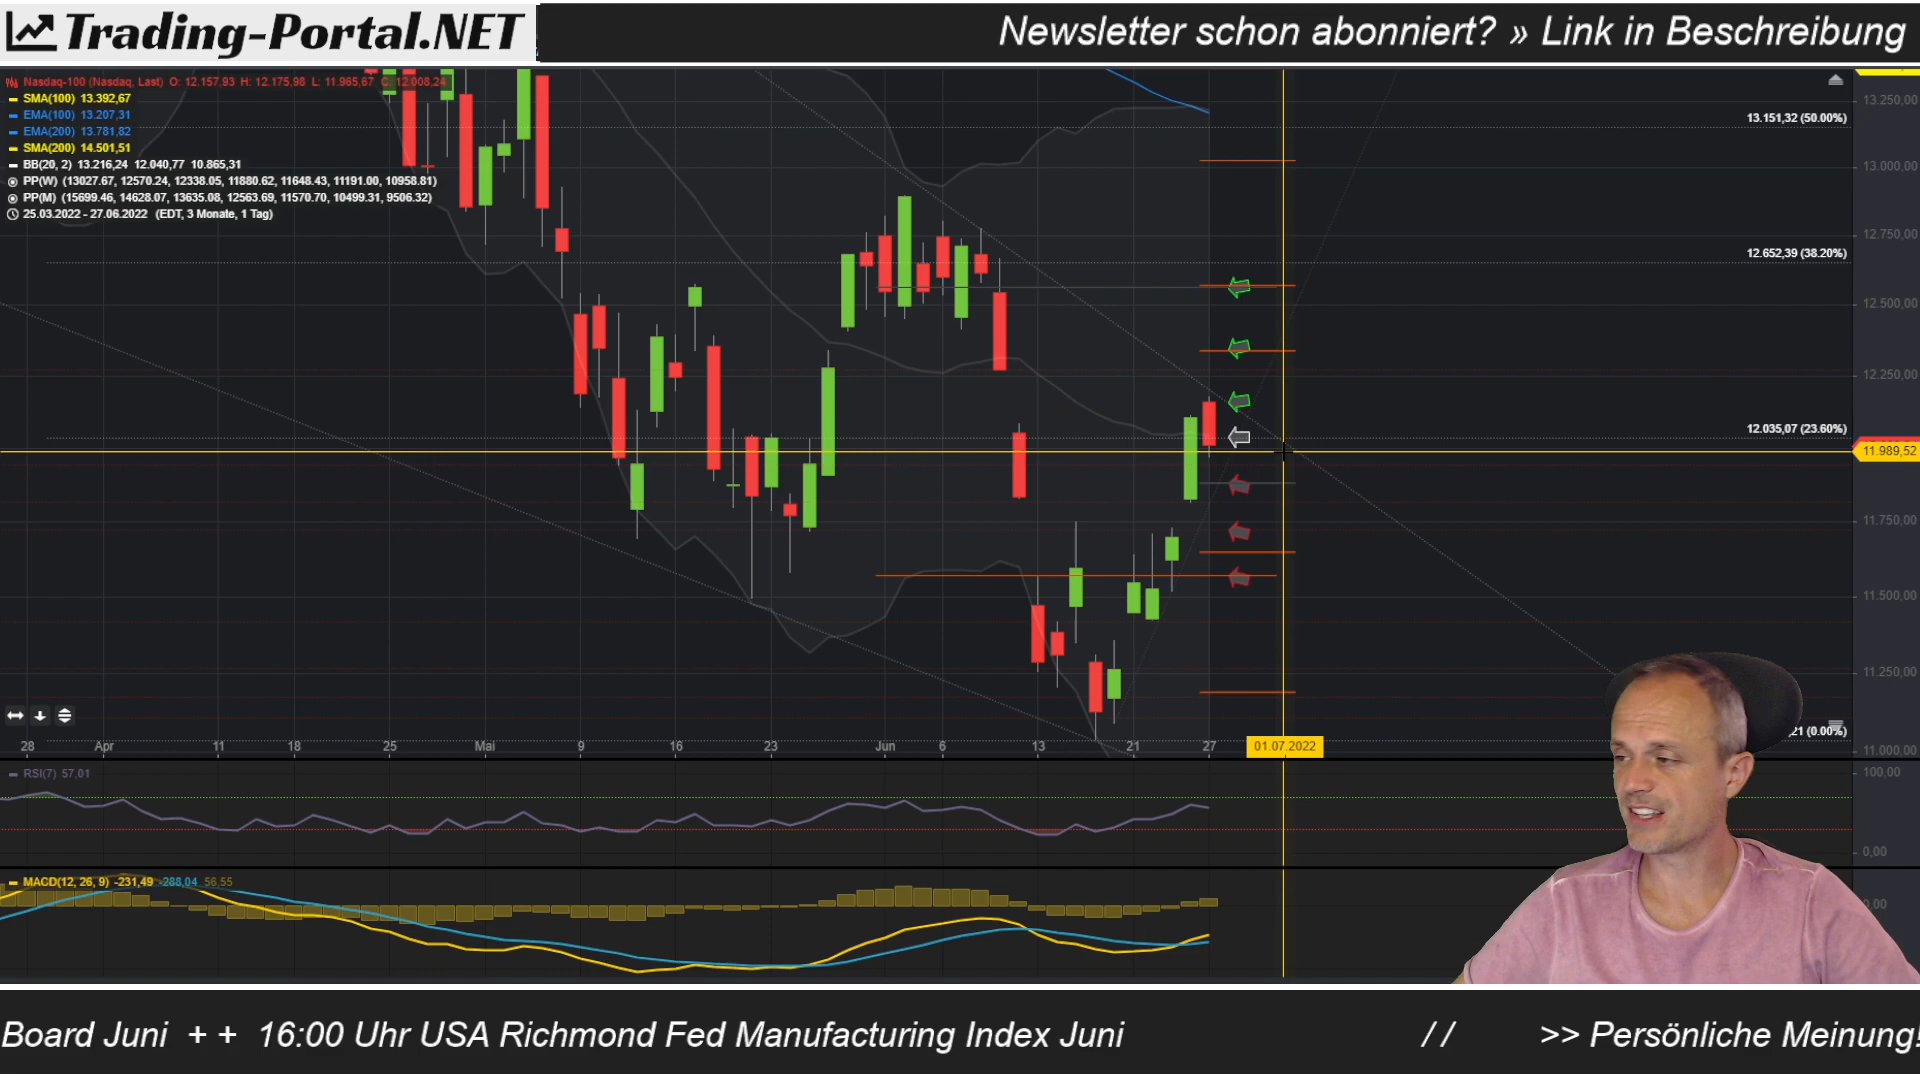 Trading-Portal.NET
Newsletter schon abonniert? » Link in Beschreibung
Nasdaq-100 (Nasdaq, Last) O: 12.157,93 H: 12.175,98 L: 11.965,67 C: 12.008,24
SMA(100) 13.392,67
EMA(100) 13.207,31
EMA(200) 13.781,82
SMA(200) 14.501,51
BB(20, 2) 13.216,24 12.040,77 10.865,31
PP(W) (13027.67, 12570.24, 12338.05, 11880.62, 11648.43, 11191.00, 10958.81)
PP(M) (15699.46, 14628.07, 13635.08, 12563.69, 11570.70, 10499.31, 9506.32)
25.03.2022 - 27.06.2022 (EDT, 3 Monate, 1 Tag)
13.250,00
13.151,32 (50.00%)
13.000,00
12.750,00
12.652,39 (38.20%)
12.500,00
12.250,00
12.035,07 (23.60%)
11.989,52
11.750,00
11.500,00
11.250,00
21 (0.00%)
11.000,00
28 Apr 11 18 25 Mai 9 16 23 Jun 6 13 21 27 01.07.2022
RSI(7) 57,01
100,00
0,00
MACD(12, 26, 9) -231,49 -288,04 56,55
0,00
Board Juni + + 16:00 Uhr USA Richmond Fed Manufacturing Index Juni // >> Persönliche Meinung!